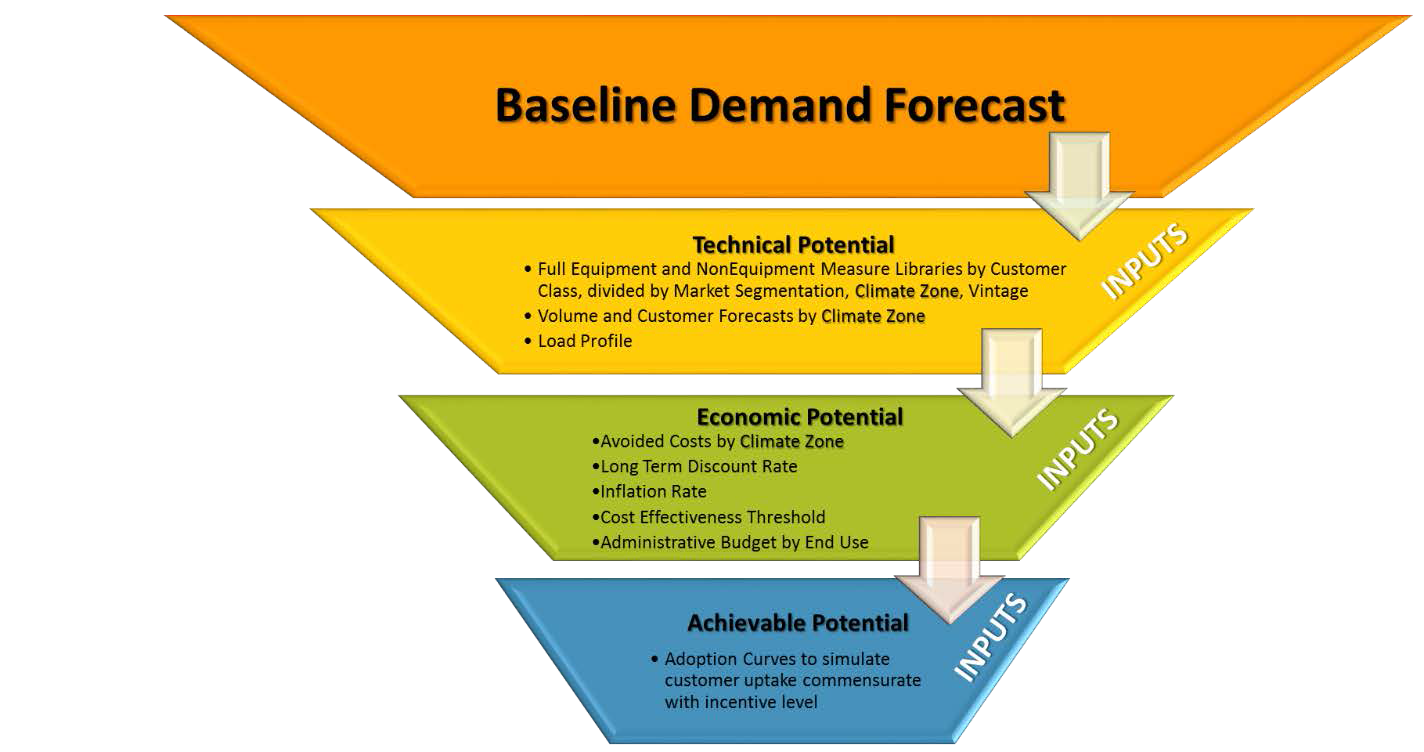 Baseline Demand Forecast
Technical Potential
• Full Equipment and NonEquipment Measure Libraries by Customer
Class, divided by Market Segmentation, Climate Zone, Vintage
• Volume and Customer Forecasts by Climate Zone
• Load Profile
INPUTS
Economic Potential
•Avoided Costs by Climate Zone
•Long Term Discount Rate
•Inflation Rate
•Cost Effectiveness Threshold
•Administrative Budget by End Use
INPUTS
Achievable Potential
• Adoption Curves to simulate
customer uptake commensurate
with incentive level
INPUTS